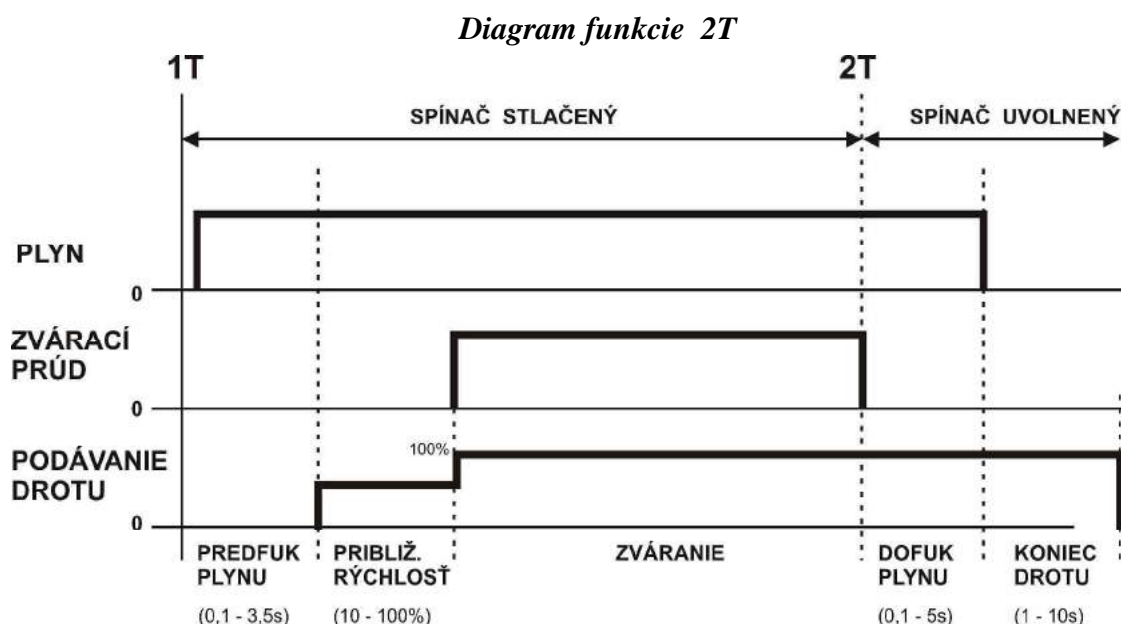 Diagram funkcie 2T
1T
2T
SPÍNAČ STLAČENÝ
SPÍNAČ UVOLNENÝ
PLYN
0
ZVÁRACÍ
PRÚD
0
100%
PODÁVANIE
DROTU
0
PREDFUK
PLYNU
(0,1 - 3,5s)
PRIBLIŽ.
RÝCHLOSŤ
(10 - 100%)
ZVÁRANIE
DOFUK
PLYNU
(0,1 - 5s)
KONIEC
DROTU
(1 - 10s)